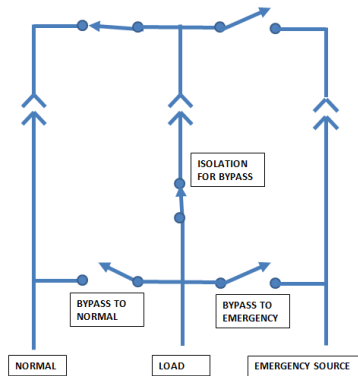 ISOLATION
FOR BYPASS
BYPASS TO
NORMAL
BYPASS TO
EMERGENCY
NORMAL
LOAD
EMERGENCY SOURCE